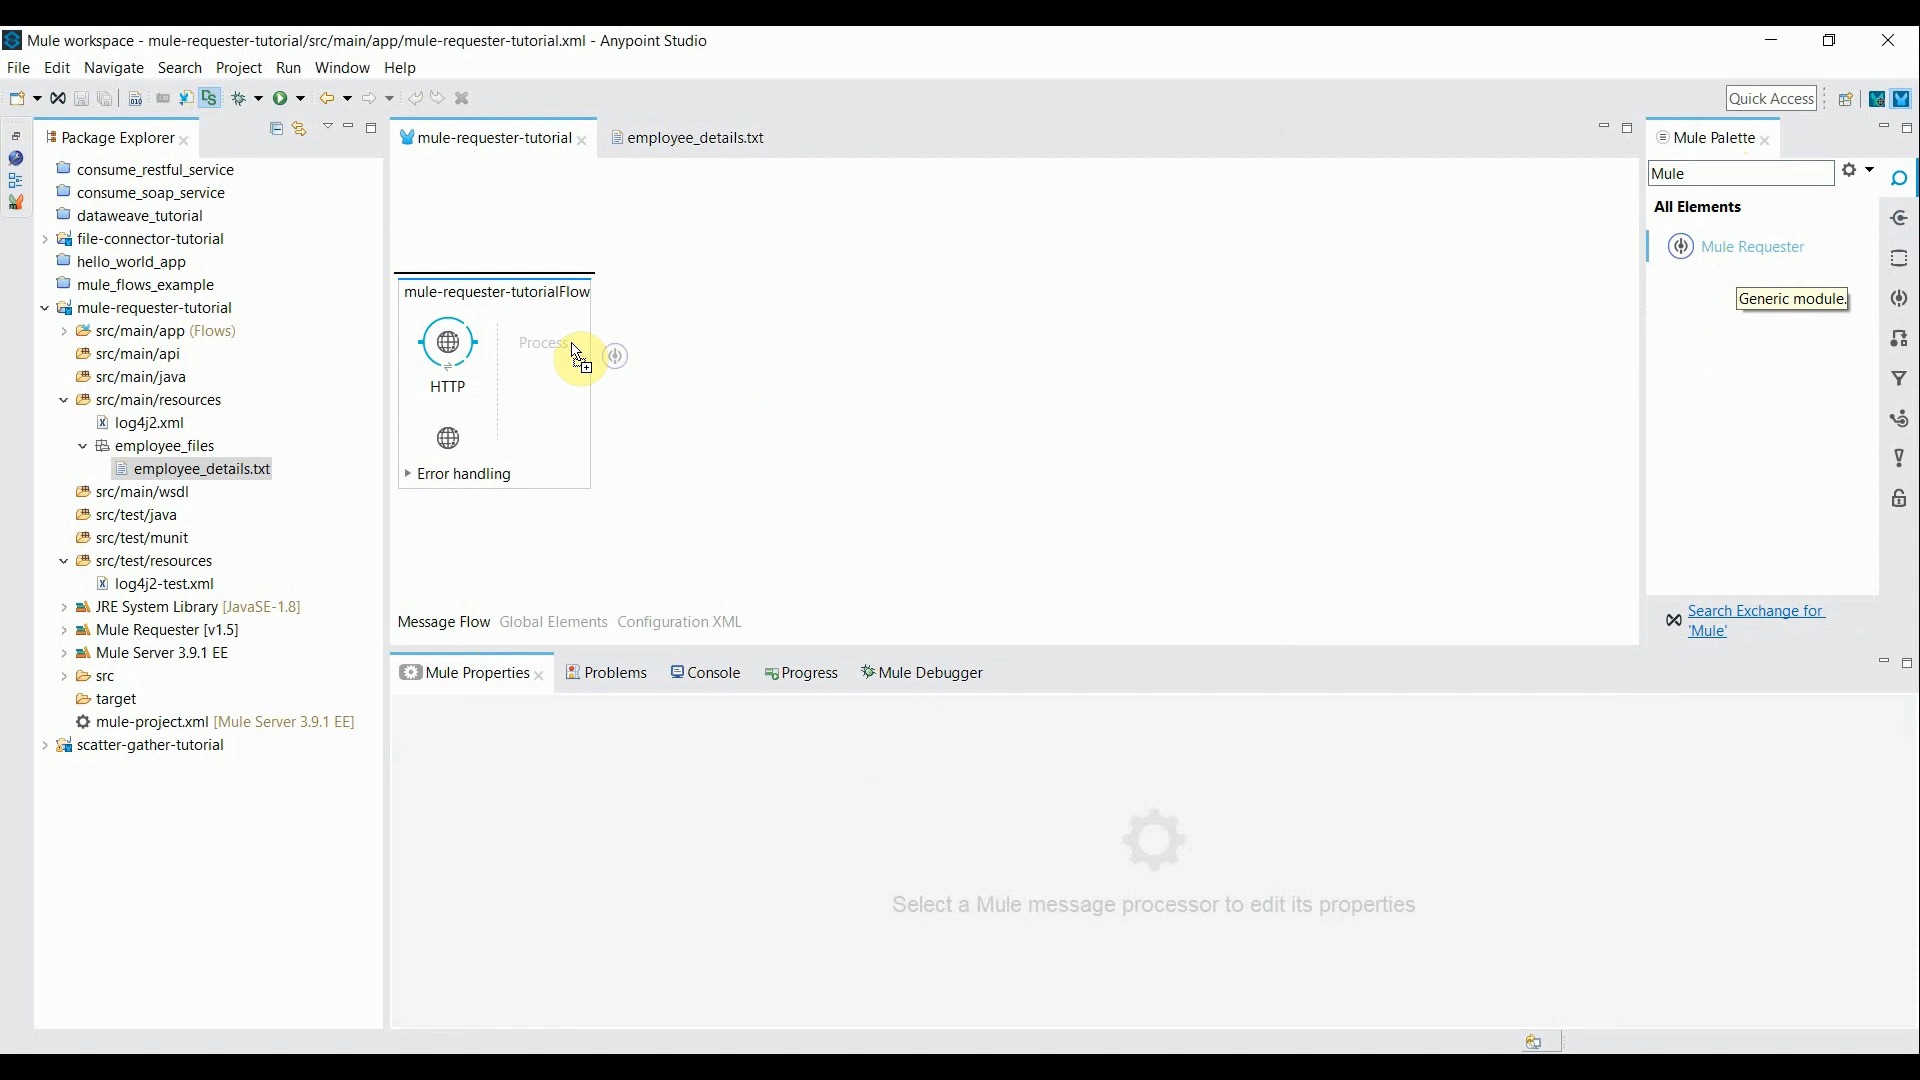 Mule workspace - mule-requester-tutorial/src/main/app/mule-requester-tutorial.xml - Anypoint Studio
File Edit Navigate Search Project Run Window Help
Quick Access
Package Explorer
consume_restful_service
consume_soap_service
dataweave_tutorial
file-connector-tutorial
hello_world_app
mule_flows_example
mule-requester-tutorial
src/main/app (Flows)
src/main/api
src/main/java
src/main/resources
log4j2.xml
employee_files
employee_details.txt
src/main/wsdl
src/test/java
src/test/munit
src/test/resources
log4j2-test.xml
JRE System Library [JavaSE-1.8]
Mule Requester [v1.5]
Mule Server 3.9.1 EE
src
target
mule-project.xml [Mule Server 3.9.1 EE]
scatter-gather-tutorial
mule-requester-tutorial employee_details.txt
mule-requester-tutorialFlow
Process
HTTP
Error handling
Message Flow Global Elements Configuration XML
Mule Palette
Mule
All Elements
Mule Requester
Generic module.
Search Exchange for
'Mule'
Mule Properties Problems Console Progress Mule Debugger
Select a Mule message processor to edit its properties